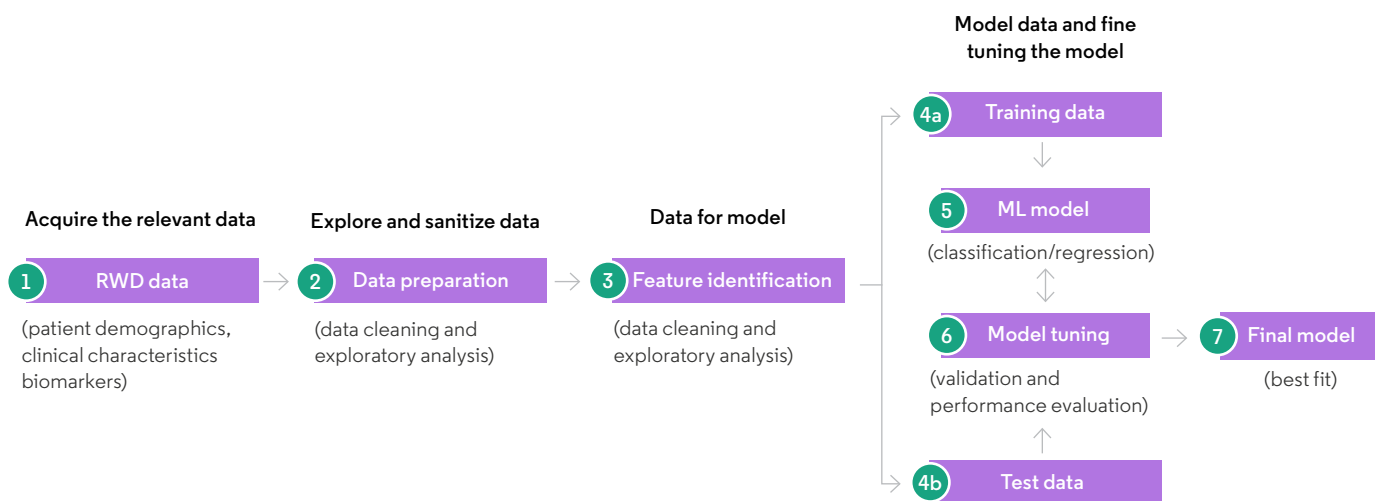 Acquire the relevant data
1
RWD data
(patient demographics,
clinical characteristics
biomarkers)
Explore and sanitize data
2
Data preparation
(data cleaning and
exploratory analysis)
Data for model
3
Feature identification
(data cleaning and
exploratory analysis)
Model data and fine
tuning the model
4a
Training data
5
ML model
(classification/regression)
6
Model tuning
(validation and
performance evaluation)
4b
Test data
7
Final model
(best fit)